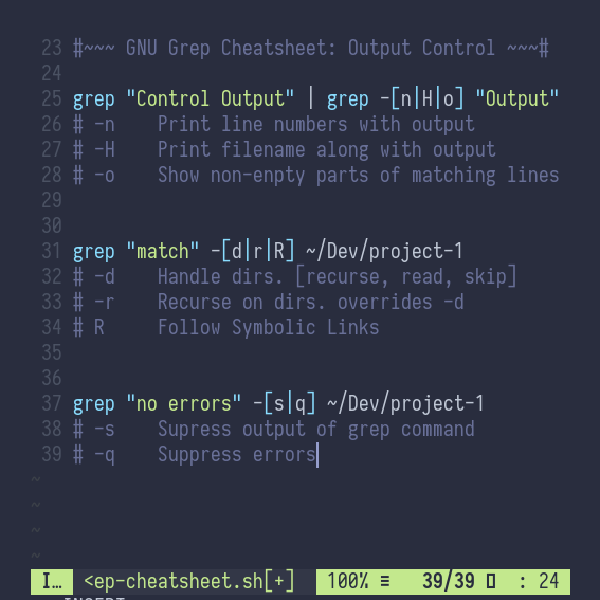 23 #~~~ GNU Grep Cheatsheet: Output Control ~~~#
24
25 grep "Control Output" | grep -[n|H|o] "Output"
26 # -n    Print line numbers with output
27 # -H    Print filename along with output
28 # -o    Show non-enpty parts of matching lines
29
30
31 grep "match" -[d|r|R] ~/Dev/project-1
32 # -d    Handle dirs. [recurse, read, skip]
33 # -r    Recurse on dirs. overrides -d
34 # R     Follow Symbolic Links
35
36
37 grep "no errors" -[s|q] ~/Dev/project-1
38 # -s    Supress output of grep command
39 # -q    Suppress errors
~
~
~
~
I… <ep-cheatsheet.sh[+] 100% ≡ 39/39 : 24